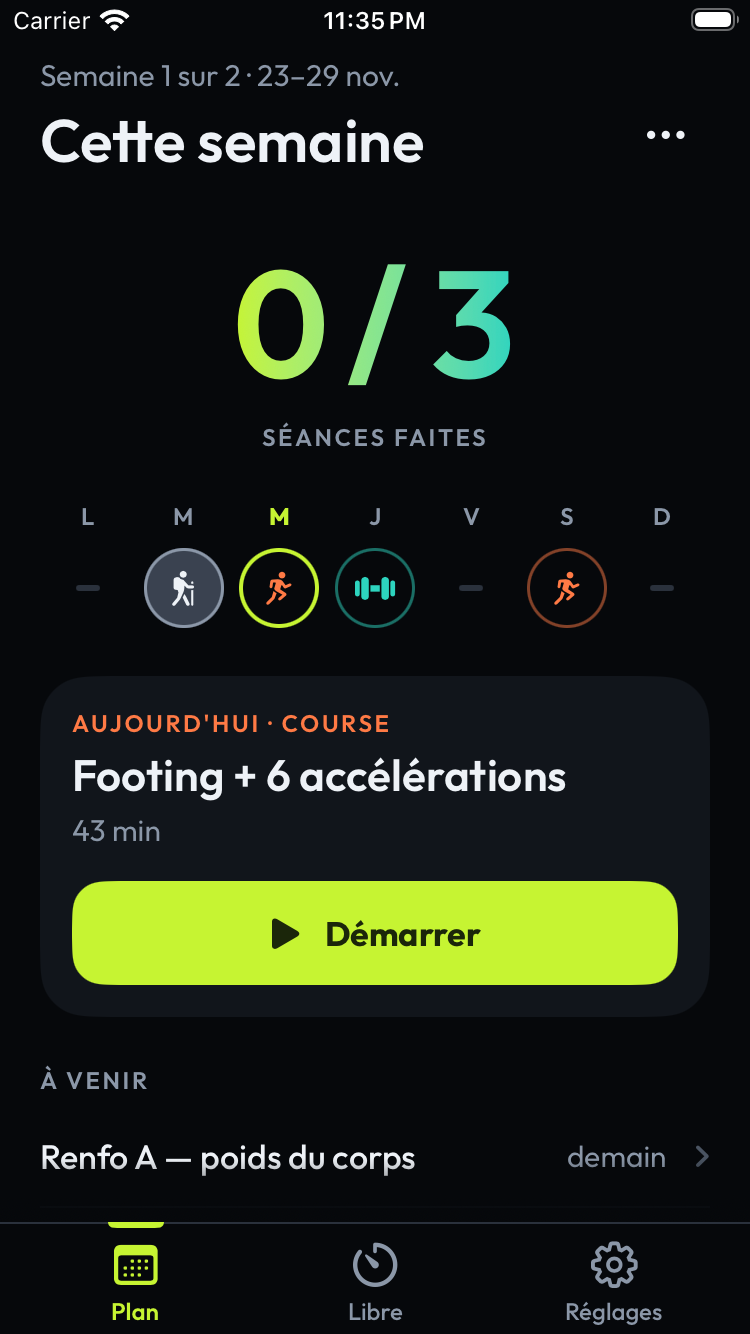 Carrier 11:35 PM
Semaine 1 sur 2 · 23–29 nov.
Cette semaine
0 / 3
SÉANCES FAITES
L M M J V S D
AUJOURD'HUI · COURSE
Footing + 6 accélérations
43 min
Démarrer
À VENIR
Renfo A — poids du corps demain
Plan Libre Réglages